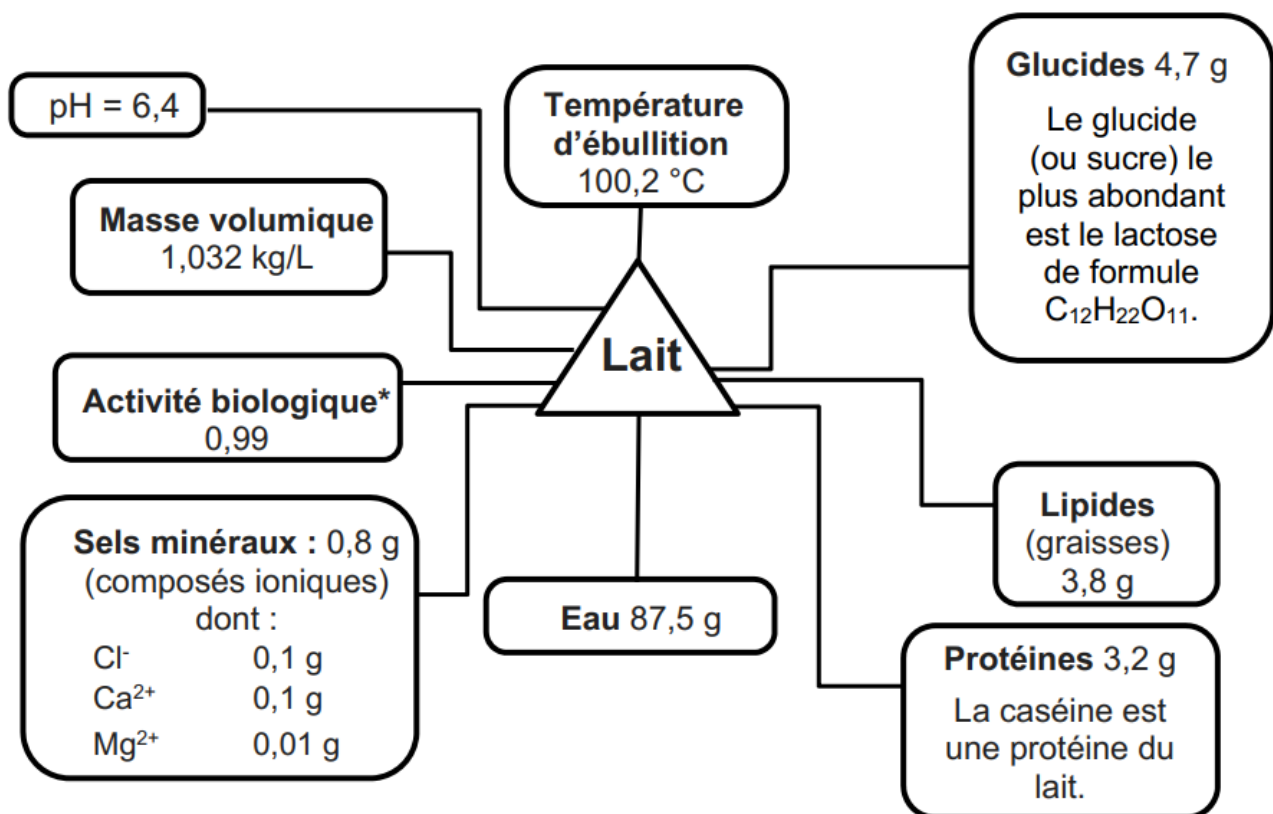 pH = 6,4
Température
d’ébullition
100,2 °C
Glucides 4,7 g
Le glucide
(ou sucre) le
plus abondant
est le lactose
de formule
C₁₂H₂₂O₁₁.
Masse volumique
1,032 kg/L
Lait
Activité biologique*
0,99
Lipides
(graisses)
3,8 g
Sels minéraux : 0,8 g
(composés ioniques)
dont :
Cl⁻ 0,1 g
Ca²⁺ 0,1 g
Mg²⁺ 0,01 g
Eau 87,5 g
Protéines 3,2 g
La caséine est
une protéine du
lait.